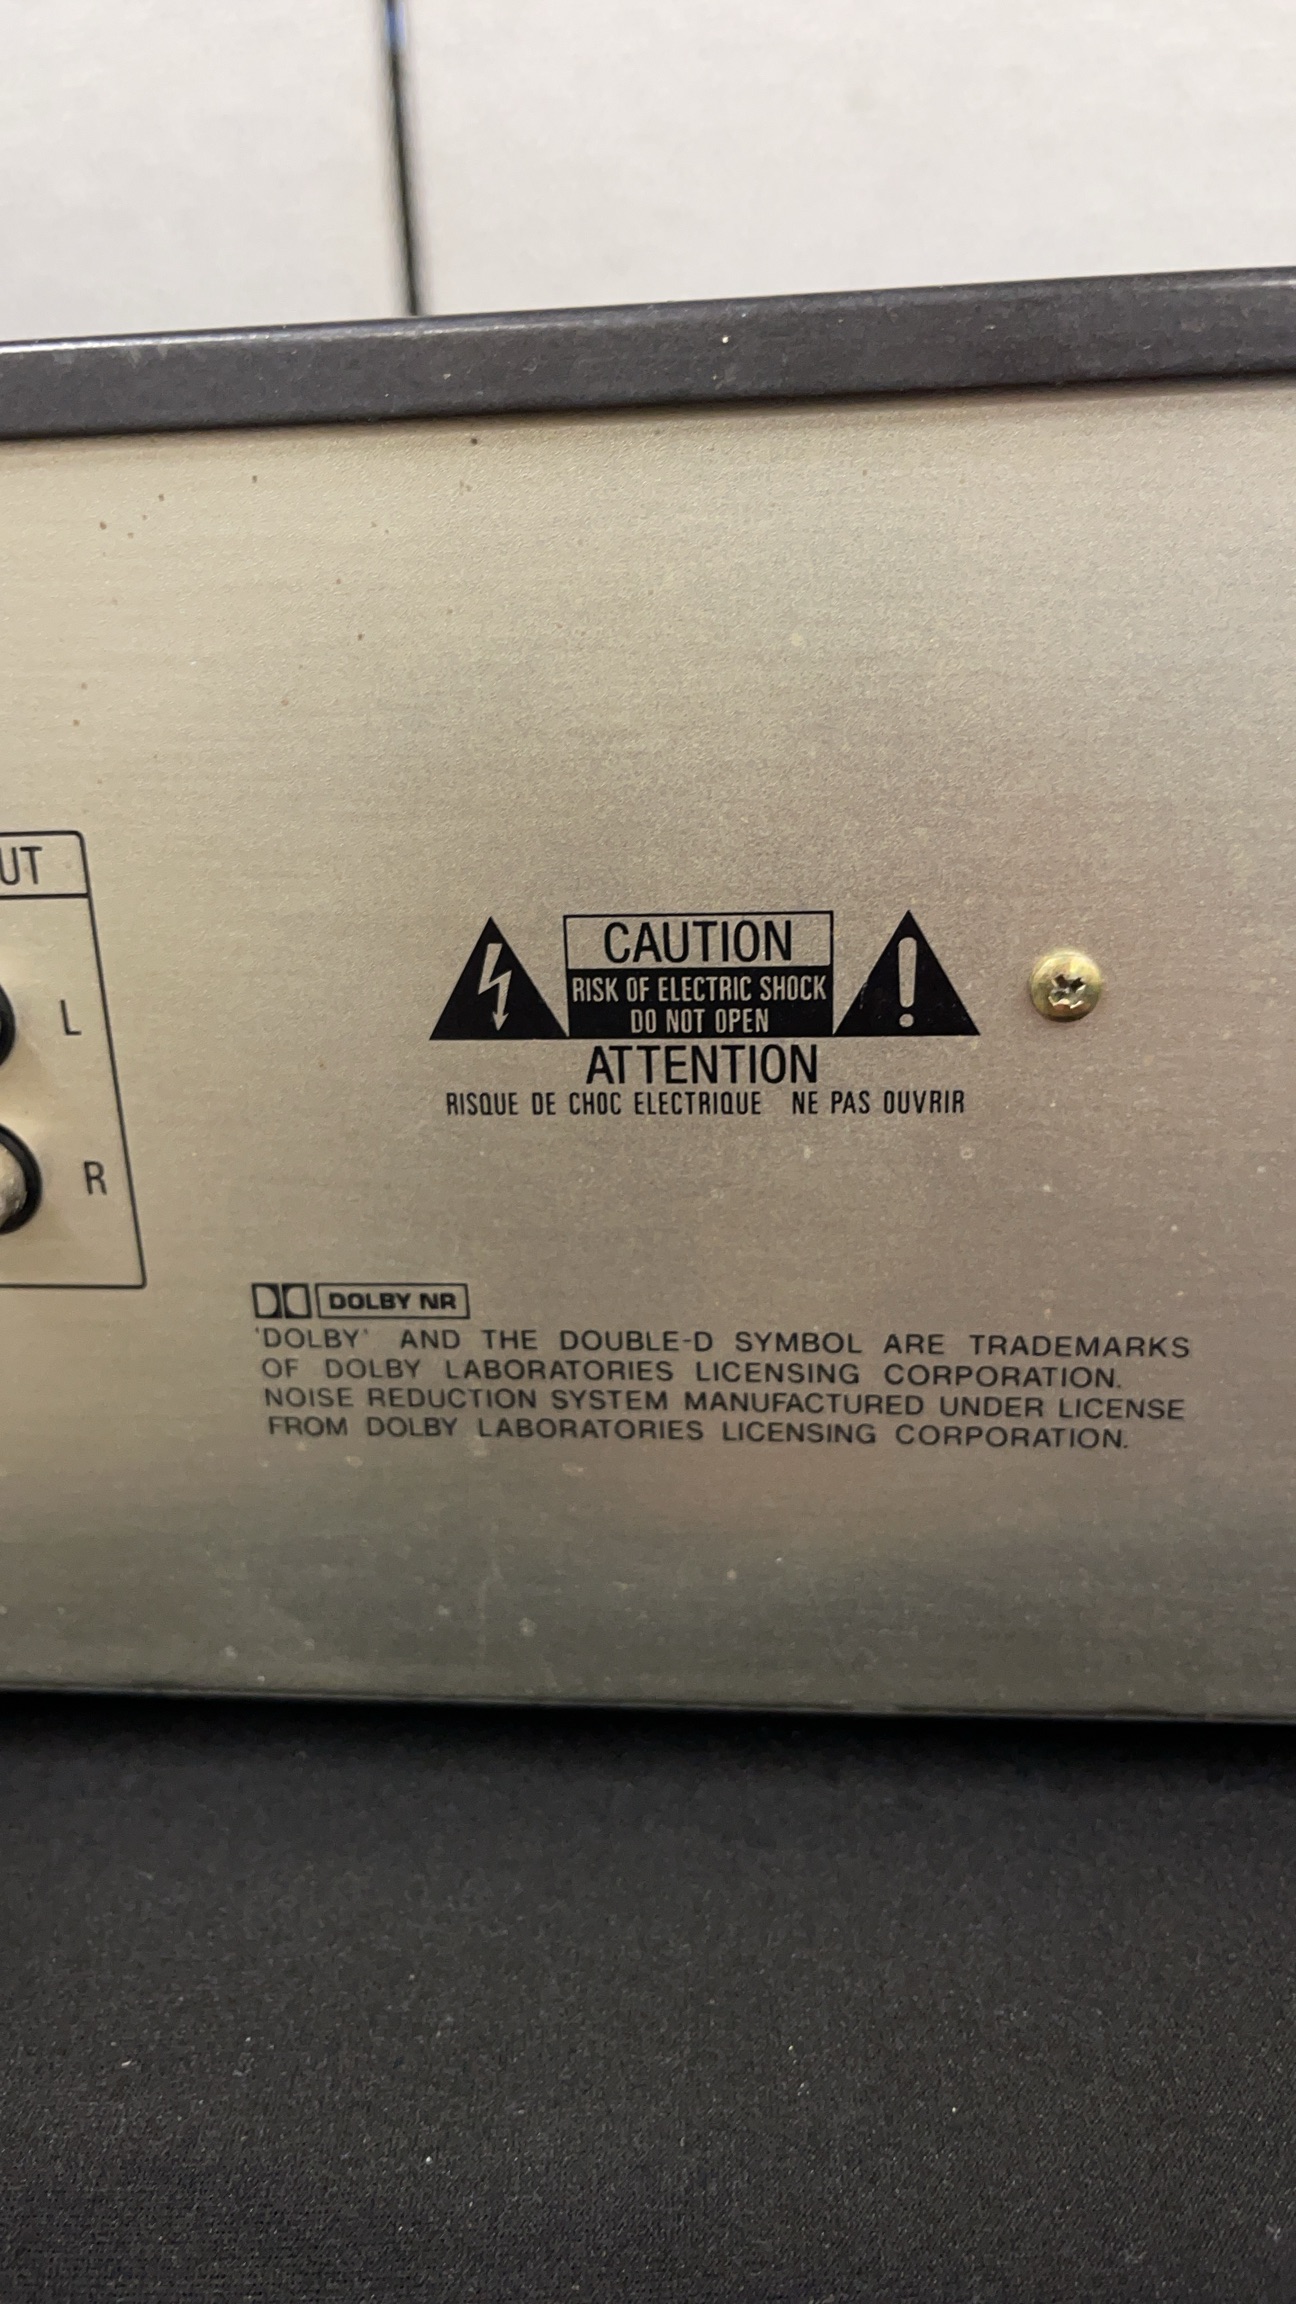 UT
L
R
CAUTION
RISK OF ELECTRIC SHOCK
DO NOT OPEN
ATTENTION
RISQUE DE CHOC ELECTRIQUE NE PAS OUVRIR
DOLBY NR
'DOLBY' AND THE DOUBLE-D SYMBOL ARE TRADEMARKS
OF DOLBY LABORATORIES LICENSING CORPORATION.
NOISE REDUCTION SYSTEM MANUFACTURED UNDER LICENSE
FROM DOLBY LABORATORIES LICENSING CORPORATION.